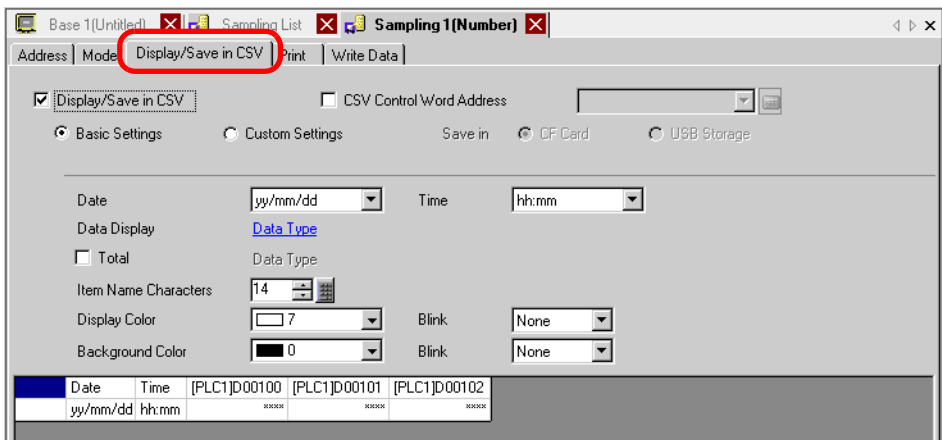 Base 1(Untitled) Sampling List Sampling 1(Number)
Address Mode Display/Save in CSV Print Write Data
Display/Save in CSV CSV Control Word Address
Basic Settings Custom Settings Save in CF Card USB Storage
Date yy/mm/dd Time hh:mm
Data Display Data Type
Total Data Type
Item Name Characters 14
Display Color 7 Blink None
Background Color 0 Blink None
Date Time [PLC1]D00100 [PLC1]D00101 [PLC1]D00102
yy/mm/dd hh:mm **** **** ****